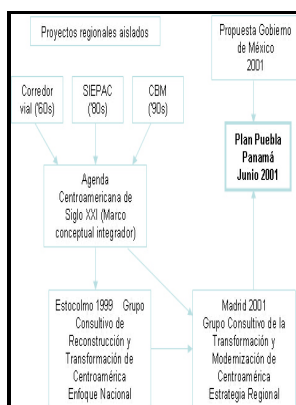 Proyectos regionales aislados
Propuesta Gobierno
de México
2001
Corredor
vial ('60s)
SIEPAC
('80s)
CBM
('90s)
Plan Puebla
Panamá
Junio 2001
Agenda
Centroamericana de
Siglo XXI (Marco
conceptual integrador)
Estocolmo 1999 Grupo
Consultivo de
Reconstrucción y
Transformación de
Centroamérica
Enfoque Nacional
Madrid 2001
Grupo Consultivo de la
Transformación y
Modernización de
Centroamérica
Estrategia Regional